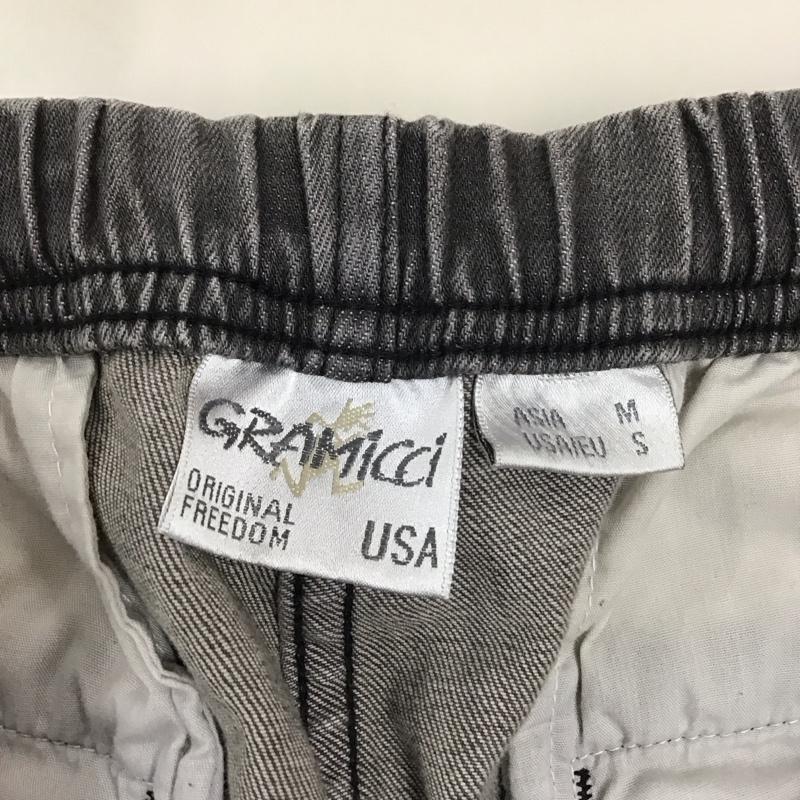 GRAMiCCi
ORIGINAL
FREEDOM
USA
ASIA M
USA/EU S